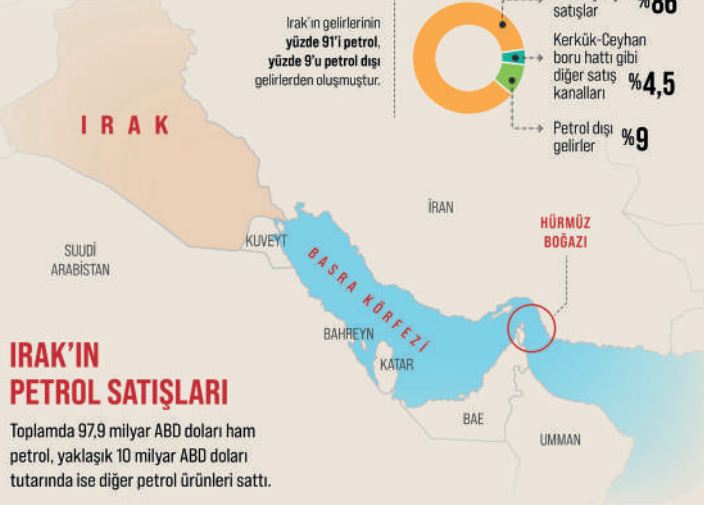 satışlar
Irak'ın gelirlerinin
yüzde 91'i petrol,
yüzde 9'u petrol dışı
gelirlerden oluşmuştur.
Kerkük-Ceyhan
boru hattı gibi
diğer satış
kanalları
%4,5
Petrol dışı
gelirler
%9
IRAK
İRAN
HÜRMÜZ
BOĞAZI
KUVEYT
SUUDİ
ARABİSTAN
BASRA KÖRFEZİ
BAHREYN
KATAR
BAE
UMMAN
IRAK'IN
PETROL SATIŞLARI
Toplamda 97,9 milyar ABD doları ham
petrol, yaklaşık 10 milyar ABD doları
tutarında ise diğer petrol ürünleri sattı.